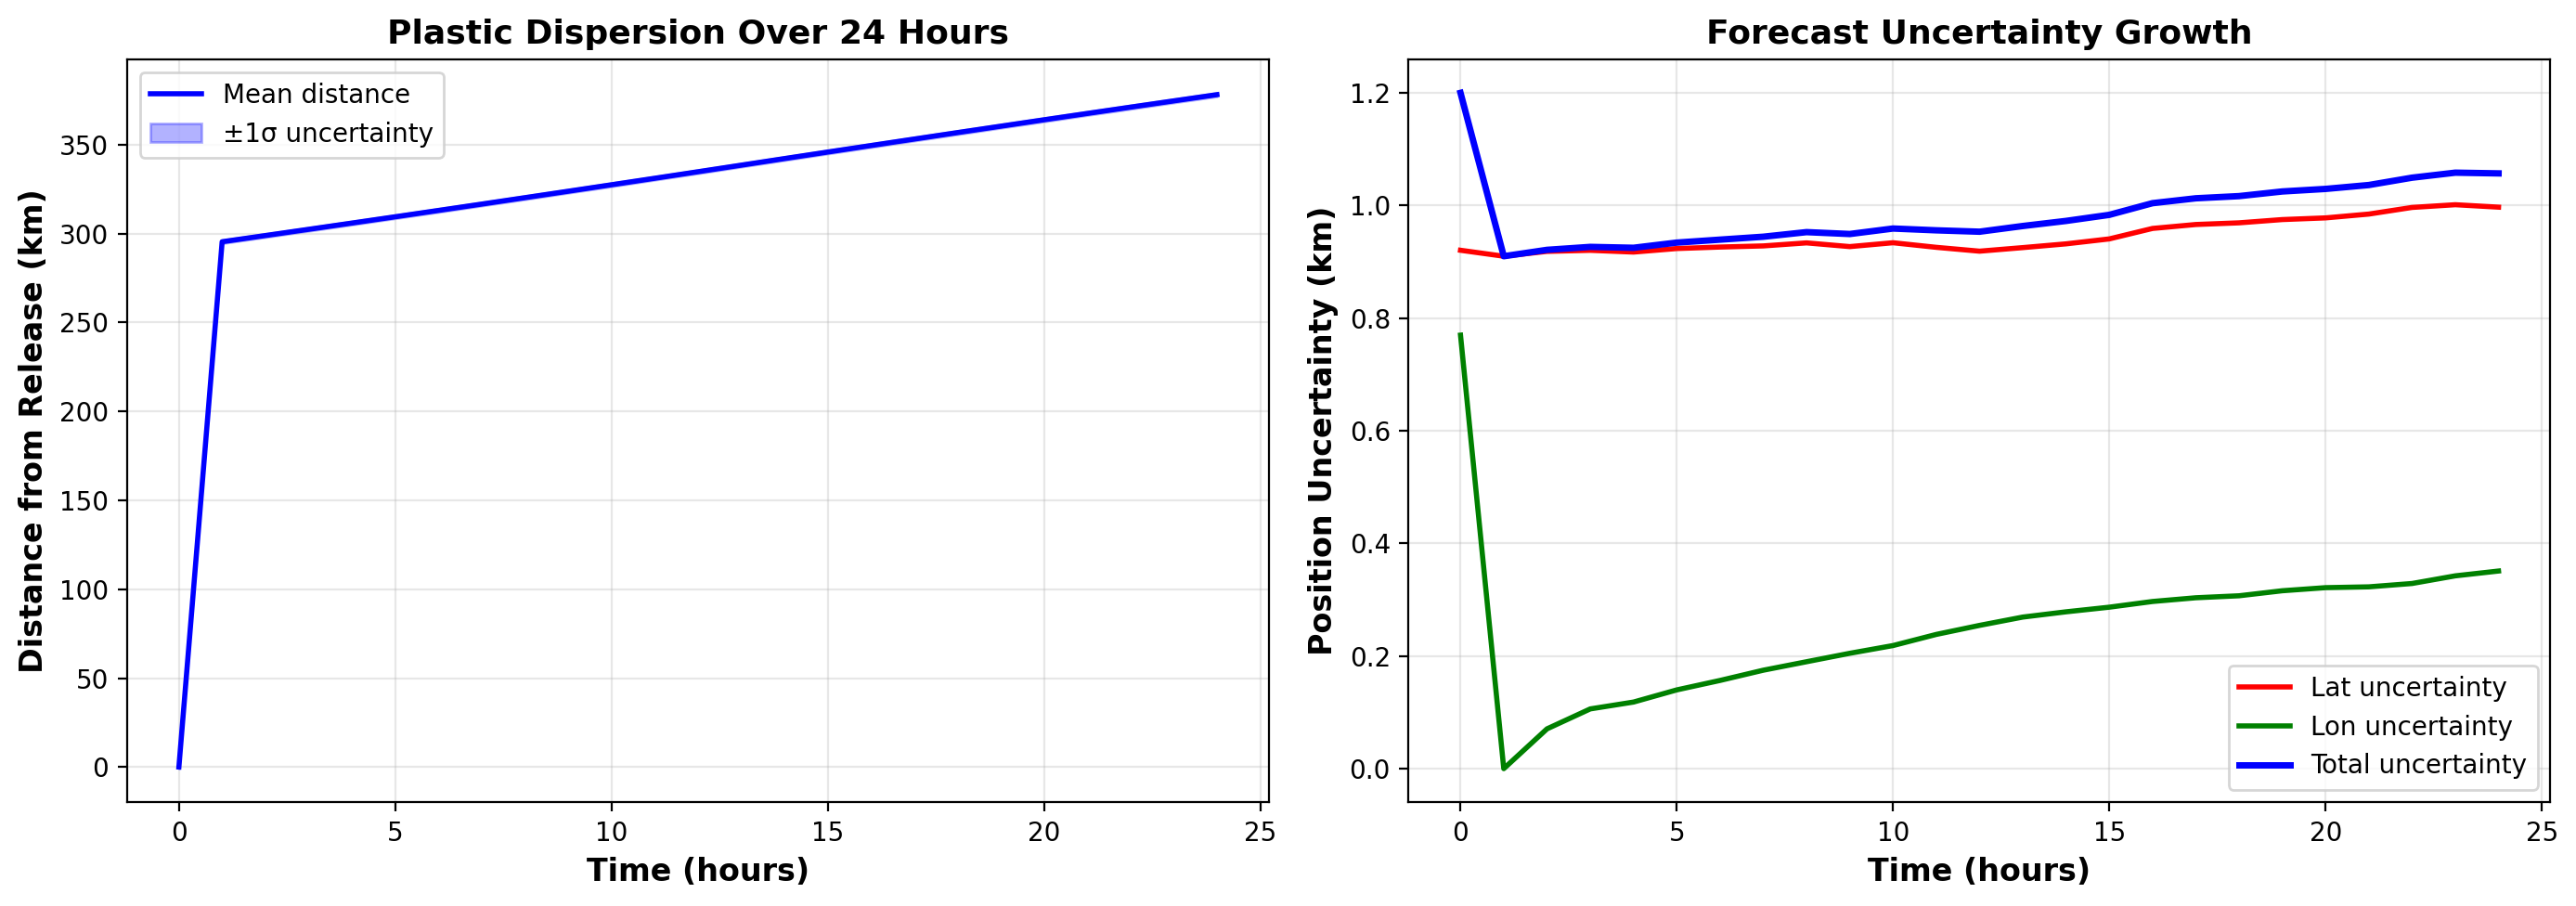 Plastic Dispersion Over 24 Hours
Mean distance
±1σ uncertainty
Distance from Release (km)
350
300
250
200
150
100
50
0
0 5 10 15 20 25
Time (hours)
Forecast Uncertainty Growth
Position Uncertainty (km)
1.2
1.0
0.8
0.6
0.4
0.2
0.0
Lat uncertainty
Lon uncertainty
Total uncertainty
0 5 10 15 20 25
Time (hours)